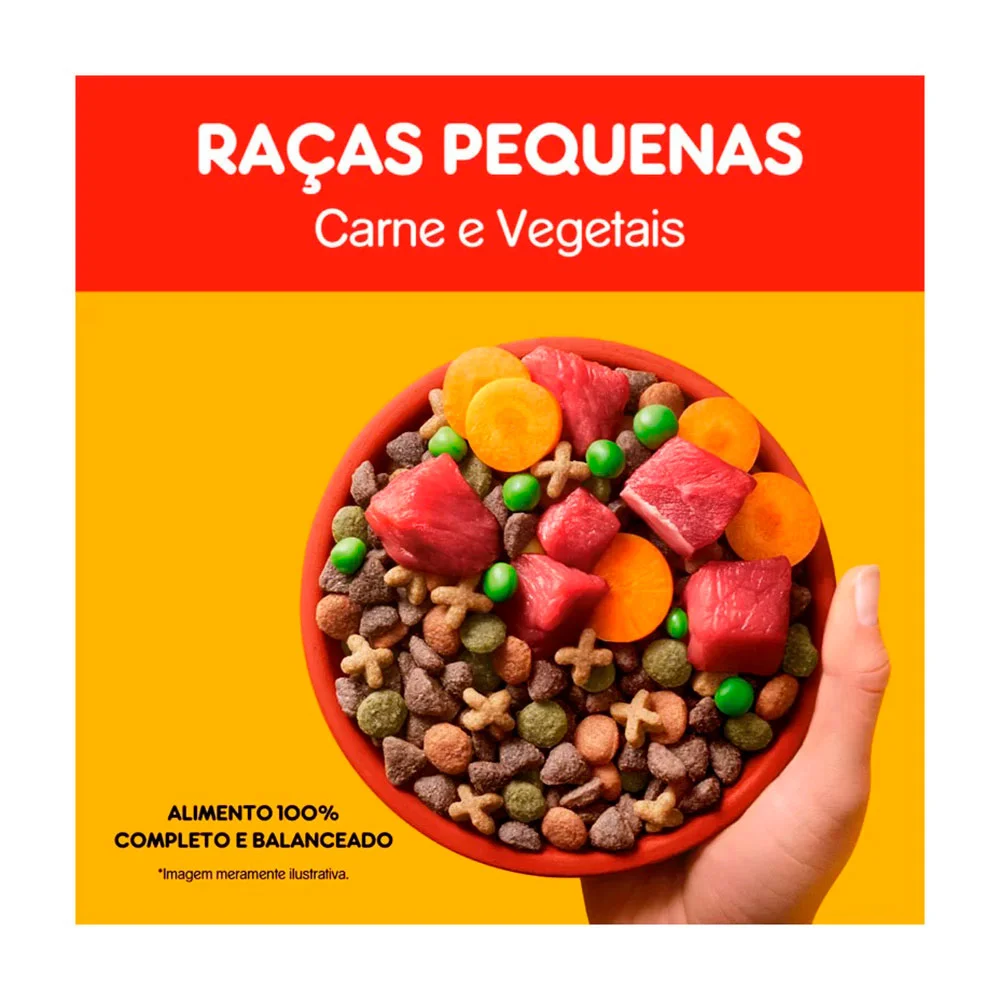 RAÇAS PEQUENAS
Carne e Vegetais
ALIMENTO 100%
COMPLETO E BALANCEADO
*Imagem meramente ilustrativa.